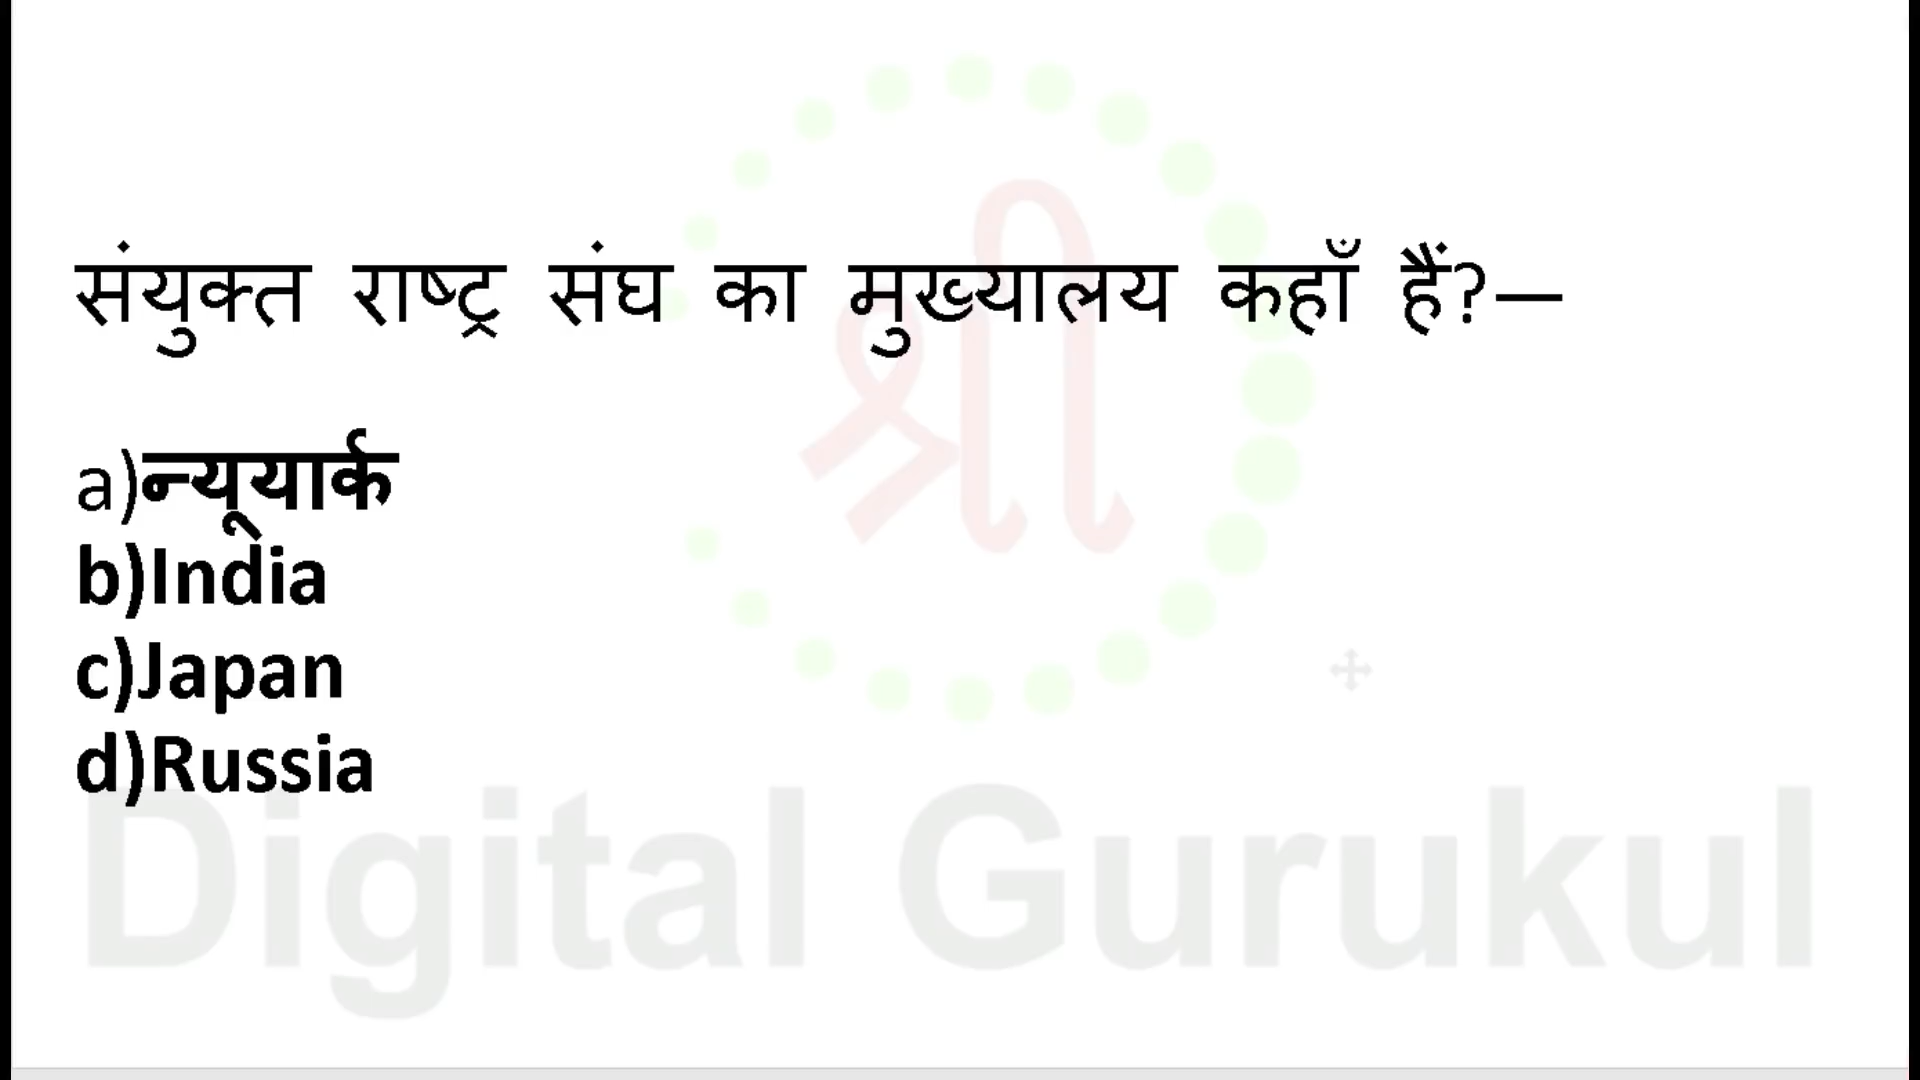 संयुक्त राष्ट्र संघ का मुख्यालय कहाँ हैं?—
a)न्यूयार्क
b)India
c)Japan
d)Russia
श्री
Digital Gurukul